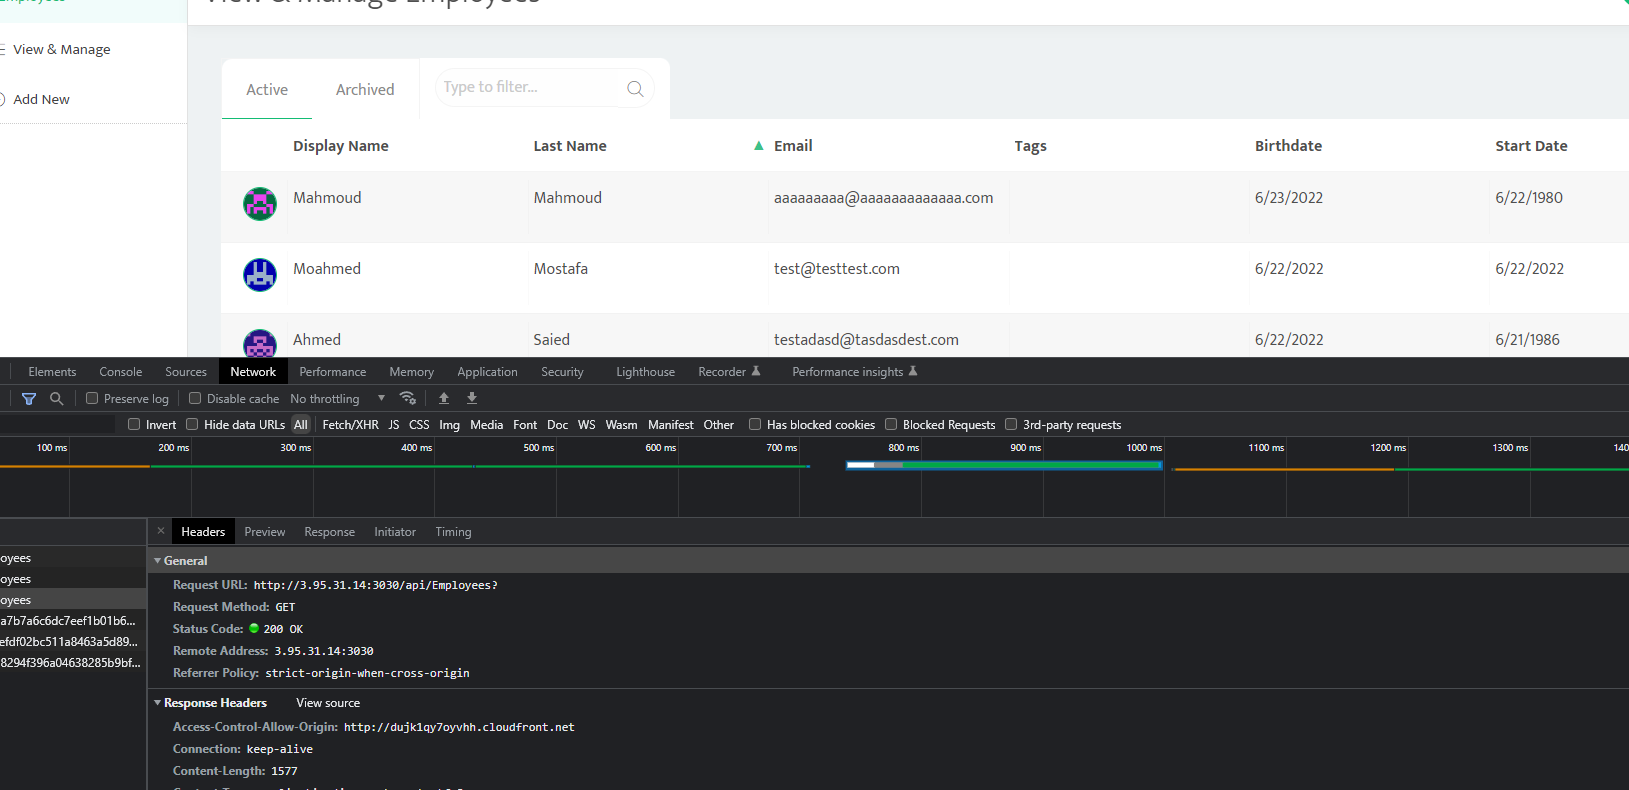 View & Manage Employees
Employees
View & Manage
Add New
Active Archived Type to filter...
Display Name Last Name ▲ Email Tags Birthdate Start Date
Mahmoud Mahmoud aaaaaaaaa@aaaaaaaaaaaaa.com 6/23/2022 6/22/1980
Moahmed Mostafa test@testtest.com 6/22/2022 6/22/2022
Ahmed Saied testadasd@tasdasdest.com 6/22/2022 6/21/1986
Elements Console Sources Network Performance Memory Application Security Lighthouse Recorder Performance insights
Preserve log Disable cache No throttling
Invert Hide data URLs All Fetch/XHR JS CSS Img Media Font Doc WS Wasm Manifest Other Has blocked cookies Blocked Requests 3rd-party requests
100 ms 200 ms 300 ms 400 ms 500 ms 600 ms 700 ms 800 ms 900 ms 1000 ms 1100 ms 1200 ms 1300 ms 140
× Headers Preview Response Initiator Timing
oyees
oyees
oyees
a7b7a6c6dc7eef1b01b6...
efdf02bc511a8463a5d89...
8294f396a04638285b9bf...
General
Request URL: http://3.95.31.14:3030/api/Employees?
Request Method: GET
Status Code: 200 OK
Remote Address: 3.95.31.14:3030
Referrer Policy: strict-origin-when-cross-origin
Response Headers View source
Access-Control-Allow-Origin: http://dujk1qy7oyvhh.cloudfront.net
Connection: keep-alive
Content-Length: 1577